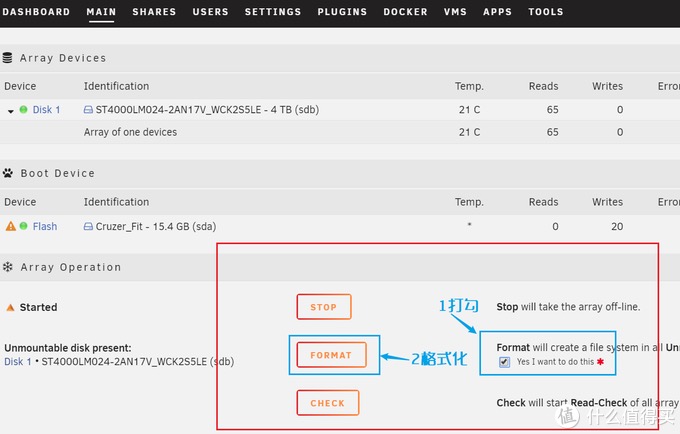 DASHBOARD MAIN SHARES USERS SETTINGS PLUGINS DOCKER VMS APPS TOOLS
Array Devices
Device Identification Temp. Reads Writes Erro
Disk 1 ST4000LM024-2AN17V_WCK2S5LE - 4 TB (sdb) 21 C 65 0
Array of one devices 21 C 65 0
Boot Device
Device Identification Temp. Reads Writes Erro
Flash Cruzer_Fit - 15.4 GB (sda) * 0 20
Array Operation
Started STOP Stop will take the array off-line.
1打勾
Unmountable disk present: FORMAT Format will create a file system in all Un
Disk 1 • ST4000LM024-2AN17V_WCK2S5LE (sdb) 2格式化 Yes I want to do this *
CHECK Check will start Read-Check of all array
值 什么值得买